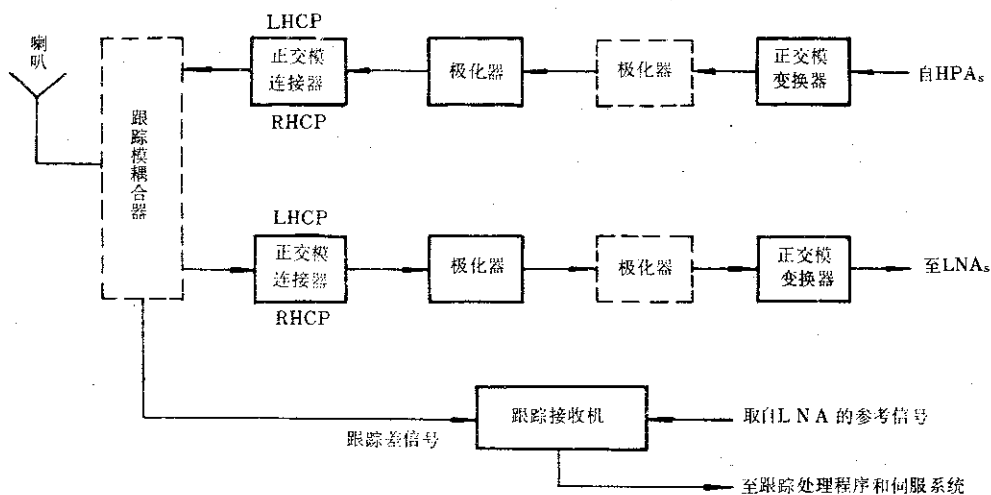 喇叭
跟踪模耦合器
LHCP
正交模
连接器
RHCP
极化器
极化器
正交模
变换器
自HPAs
LHCP
正交模
连接器
RHCP
极化器
极化器
正交模
变换器
至LNAs
跟踪差信号
跟踪接收机
取自LNA的参考信号
至跟踪处理程序和伺服系统